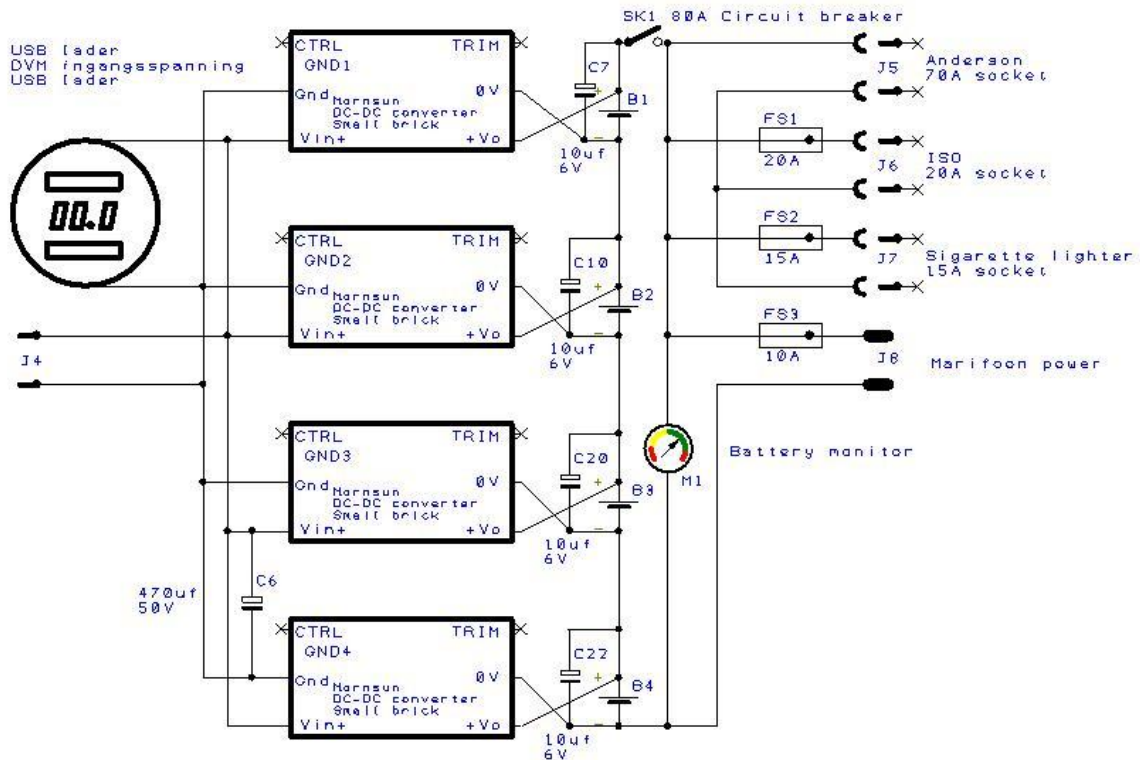 SK1 80A Circuit breaker
USB lader
DVM ingangsspanning
USB lader
CTRL
TRIM
GND1
Gnd
0V
Mornsun
DC-DC converter
Small brick
Vin+
+Vo
C7
+
-
B1
10uf
6V
J5
Anderson
70A socket
FS1
20A
J6
ISO
20A socket
00.0
CTRL
TRIM
GND2
Gnd
0V
Mornsun
DC-DC converter
Small brick
Vin+
+Vo
C10
+
-
B2
10uf
6V
FS2
15A
J7
Sigarette lighter
15A socket
FS3
10A
J8
Marifoon power
J4
CTRL
TRIM
GND3
Gnd
0V
Mornsun
DC-DC converter
Small brick
Vin+
+Vo
C20
+
-
B3
10uf
6V
M1
Battery monitor
C6
470uf
50V
CTRL
TRIM
GND4
Gnd
0V
Mornsun
DC-DC converter
Small brick
Vin+
+Vo
C22
+
-
B4
10uf
6V